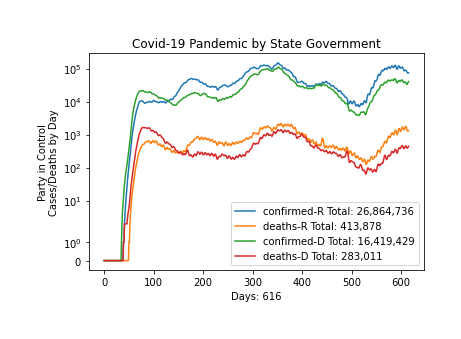 Covid-19 Pandemic by State Government
Party in Control
Cases/Deaths by Day
10^5
10^4
10^3
10^2
10^1
10^0
0
confirmed-R Total: 26,864,736
deaths-R Total: 413,878
confirmed-D Total: 16,419,429
deaths-D Total: 283,011
0 100 200 300 400 500 600
Days: 616